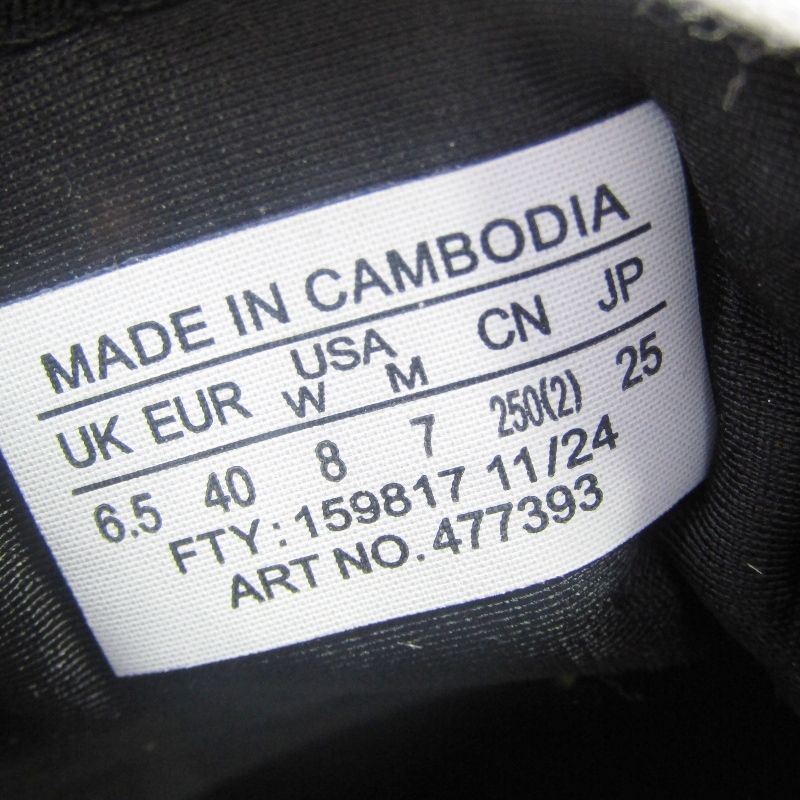 MADE IN CAMBODIA
UK EUR USA CN JP
W M
6.5 40 8 7 250(2) 25
FTY: 159817 11/24
ART NO. 477393